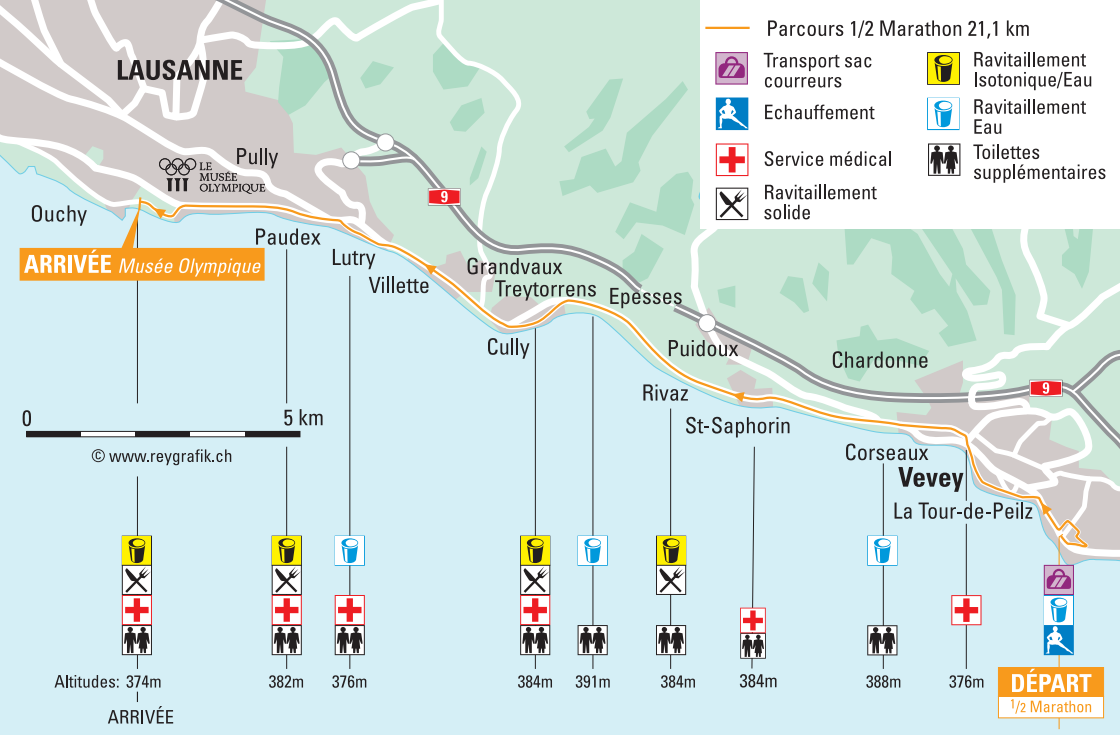 Parcours 1/2 Marathon 21,1 km
Transport sac
courreurs
Echauffement
Service médical
Ravitaillement
solide
Ravitaillement
Isotonique/Eau
Ravitaillement
Eau
Toilettes
supplémentaires
LAUSANNE
LE
MUSÉE
OLYMPIQUE
Pully
9
Ouchy
ARRIVÉE Musée Olympique
Paudex
Lutry
Villette
Grandvaux
Treytorrens
Epesses
Cully
Puidoux
Chardonne
9
Rivaz
St-Saphorin
Corseaux
Vevey
La Tour-de-Peilz
0
5 km
© www.reygrafik.ch
Altitudes: 374m
382m
376m
384m
391m
384m
384m
388m
376m
ARRIVÉE
DÉPART
1/2 Marathon